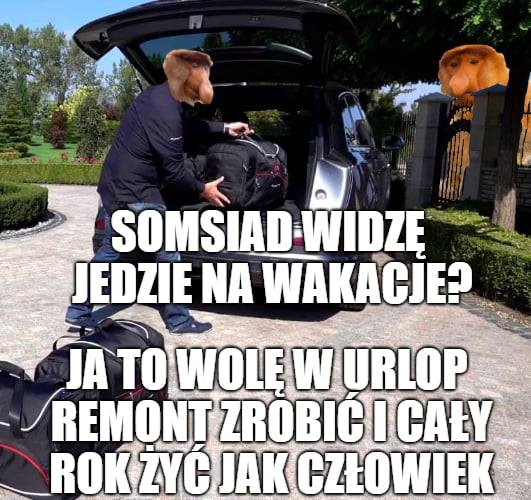 SOMSIAD WIDZĘ
JEDZIE NA WAKACJE?
JA TO WOLĘ W URLOP
REMONT ZROBIĆ I CAŁY
ROK ŻYĆ JAK CZŁOWIEK